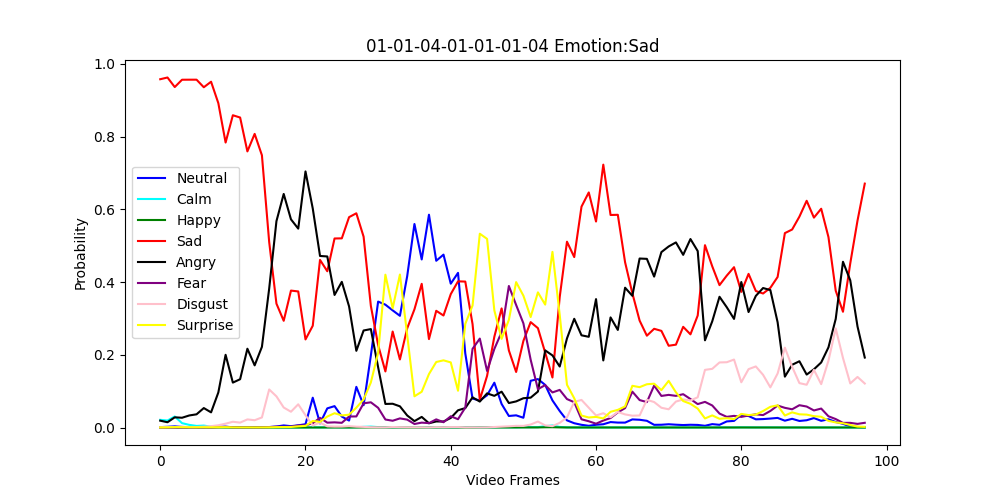 01-01-04-01-01-01-04 Emotion:Sad
1.0
0.8
0.6
0.4
0.2
0.0
Probability
Neutral
Calm
Happy
Sad
Angry
Fear
Disgust
Surprise
0 20 40 60 80 100
Video Frames